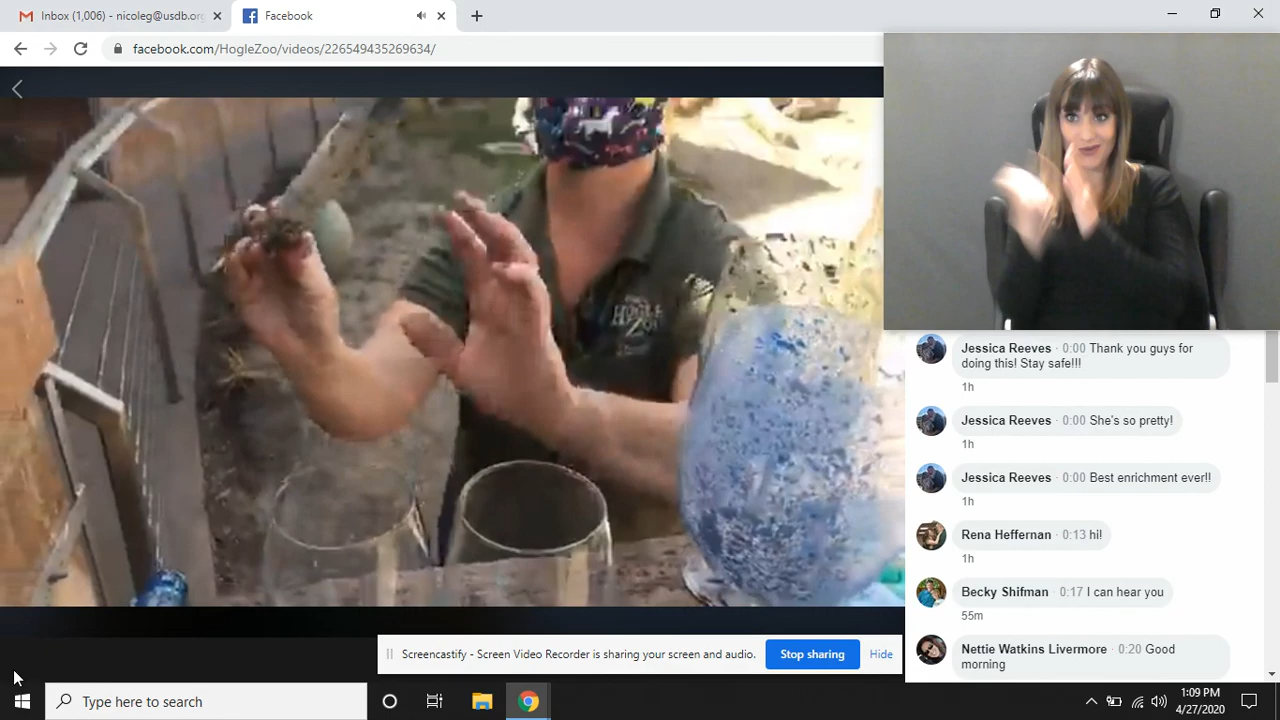 Inbox (1,006) - nicoleg@usdb.org
Facebook
facebook.com/HogleZoo/videos/226549435269634/
HOGLE
Jessica Reeves · 0:00 Thank you guys for
doing this! Stay safe!!!
1h
Jessica Reeves · 0:00 She's so pretty!
1h
Jessica Reeves · 0:00 Best enrichment ever!!
1h
Rena Heffernan · 0:13 hi!
1h
Becky Shifman · 0:17 I can hear you
55m
Nettie Watkins Livermore · 0:20 Good
morning
Screencastify - Screen Video Recorder is sharing your screen and audio.
Stop sharing
Hide
Type here to search
1:09 PM
4/27/2020